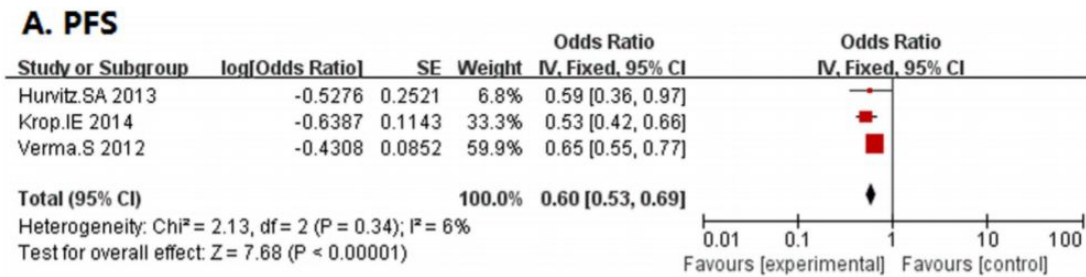 A. PFS
Odds Ratio Odds Ratio
Study or Subgroup log[Odds Ratio] SE Weight IV, Fixed, 95% CI IV, Fixed, 95% CI
Hurvitz.SA 2013 -0.5276 0.2521 6.8% 0.59 [0.36, 0.97]
Krop.IE 2014 -0.6387 0.1143 33.3% 0.53 [0.42, 0.66]
Verma.S 2012 -0.4308 0.0852 59.9% 0.65 [0.55, 0.77]
Total (95% CI) 100.0% 0.60 [0.53, 0.69]
Heterogeneity: Chi² = 2.13, df = 2 (P = 0.34); I² = 6%
Test for overall effect: Z = 7.68 (P < 0.00001)
0.01 0.1 1 10 100
Favours [experimental] Favours [control]